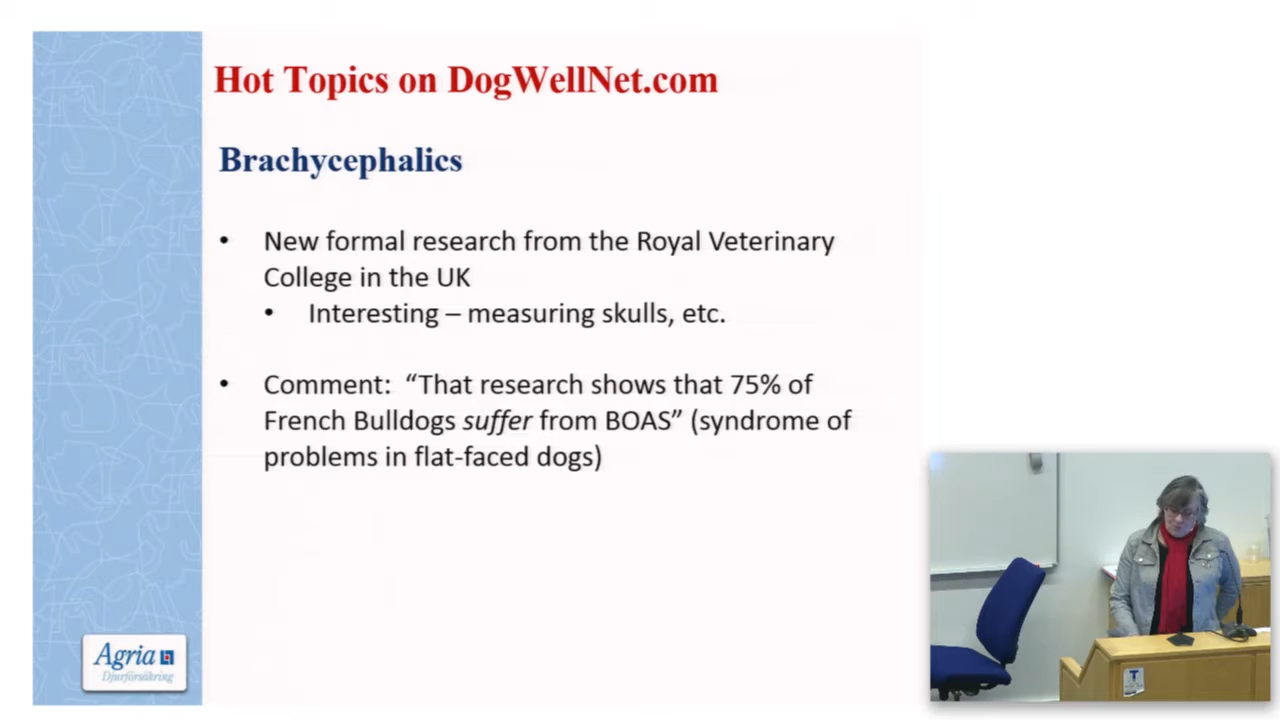 Hot Topics on DogWellNet.com
Brachycephalics
• New formal research from the Royal Veterinary
College in the UK
• Interesting – measuring skulls, etc.
• Comment: “That research shows that 75% of
French Bulldogs suffer from BOAS” (syndrome of
problems in flat-faced dogs)
Agria
Djurförsäkring